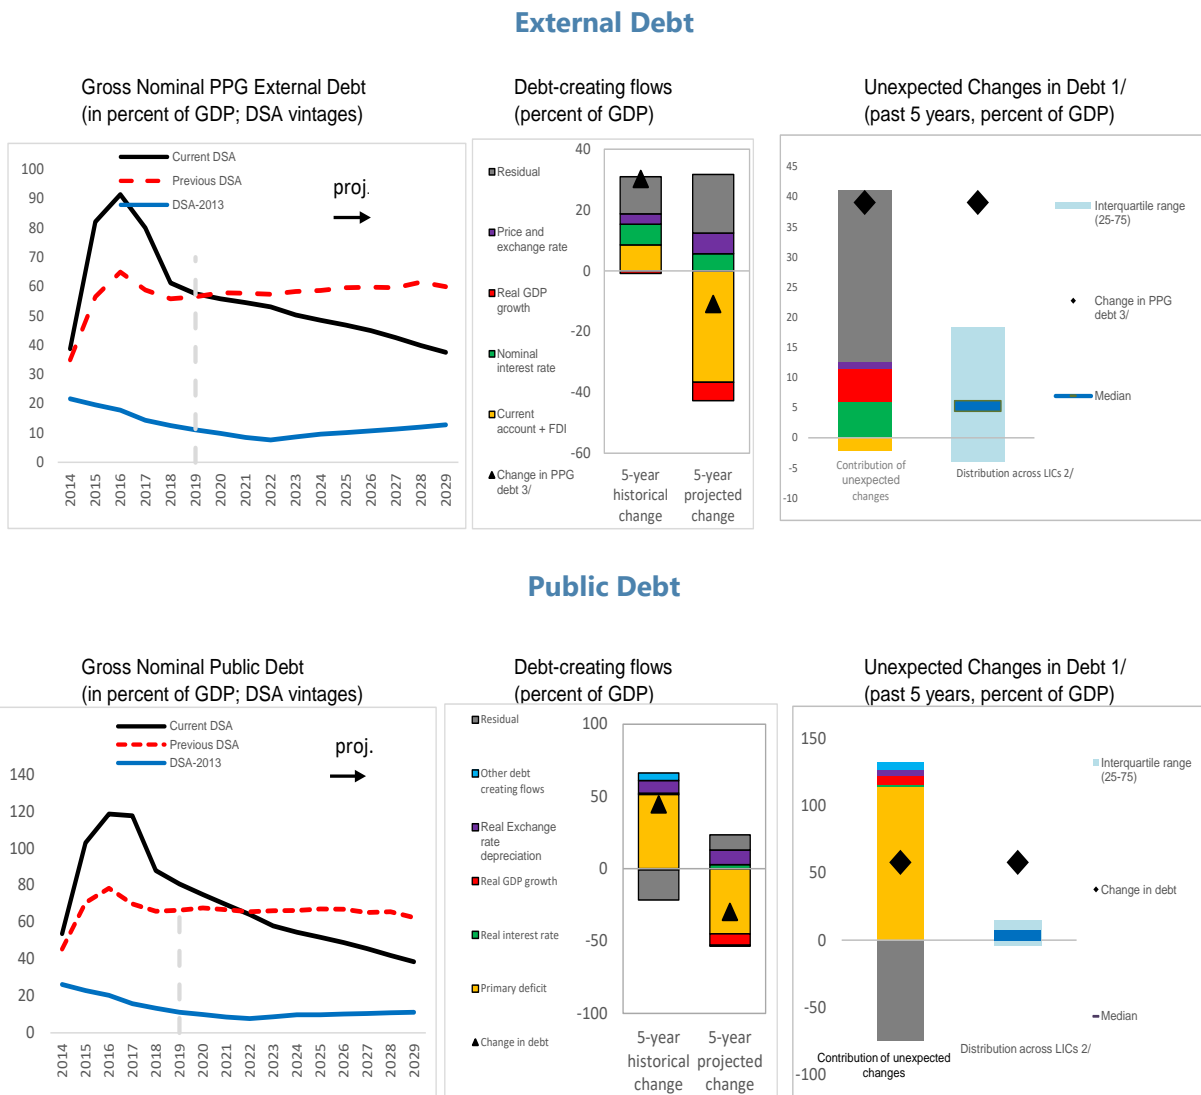 External Debt
Gross Nominal PPG External Debt
(in percent of GDP; DSA vintages)
Debt-creating flows
(percent of GDP)
Unexpected Changes in Debt 1/
(past 5 years, percent of GDP)
Current DSA
Previous DSA
DSA-2013
proj.
100
90
80
70
60
50
40
30
20
10
0
2014
2015
2016
2017
2018
2019
2020
2021
2022
2023
2024
2025
2026
2027
2028
2029
Residual
Price and
exchange rate
Real GDP
growth
Nominal
interest rate
Current
account + FDI
Change in PPG
debt 3/
40
20
0
-20
-40
-60
5-year
historical
change
5-year
projected
change
45
40
35
30
25
20
15
10
5
0
-5
-10
Contribution of
unexpected
changes
Distribution across LICs 2/
Interquartile range
(25-75)
Change in PPG
debt 3/
Median
Public Debt
Gross Nominal Public Debt
(in percent of GDP; DSA vintages)
Debt-creating flows
(percent of GDP)
Unexpected Changes in Debt 1/
(past 5 years, percent of GDP)
Current DSA
Previous DSA
DSA-2013
proj.
140
120
100
80
60
40
20
0
2014
2015
2016
2017
2018
2019
2020
2021
2022
2023
2024
2025
2026
2027
2028
2029
Residual
Other debt
creating flows
Real Exchange
rate
depreciation
Real GDP growth
Real interest rate
Primary deficit
Change in debt
100
50
0
-50
-100
5-year
historical
change
5-year
projected
change
150
100
50
0
-50
-100
Contribution of unexpected
changes
Distribution across LICs 2/
Interquartile range
(25-75)
Change in debt
Median